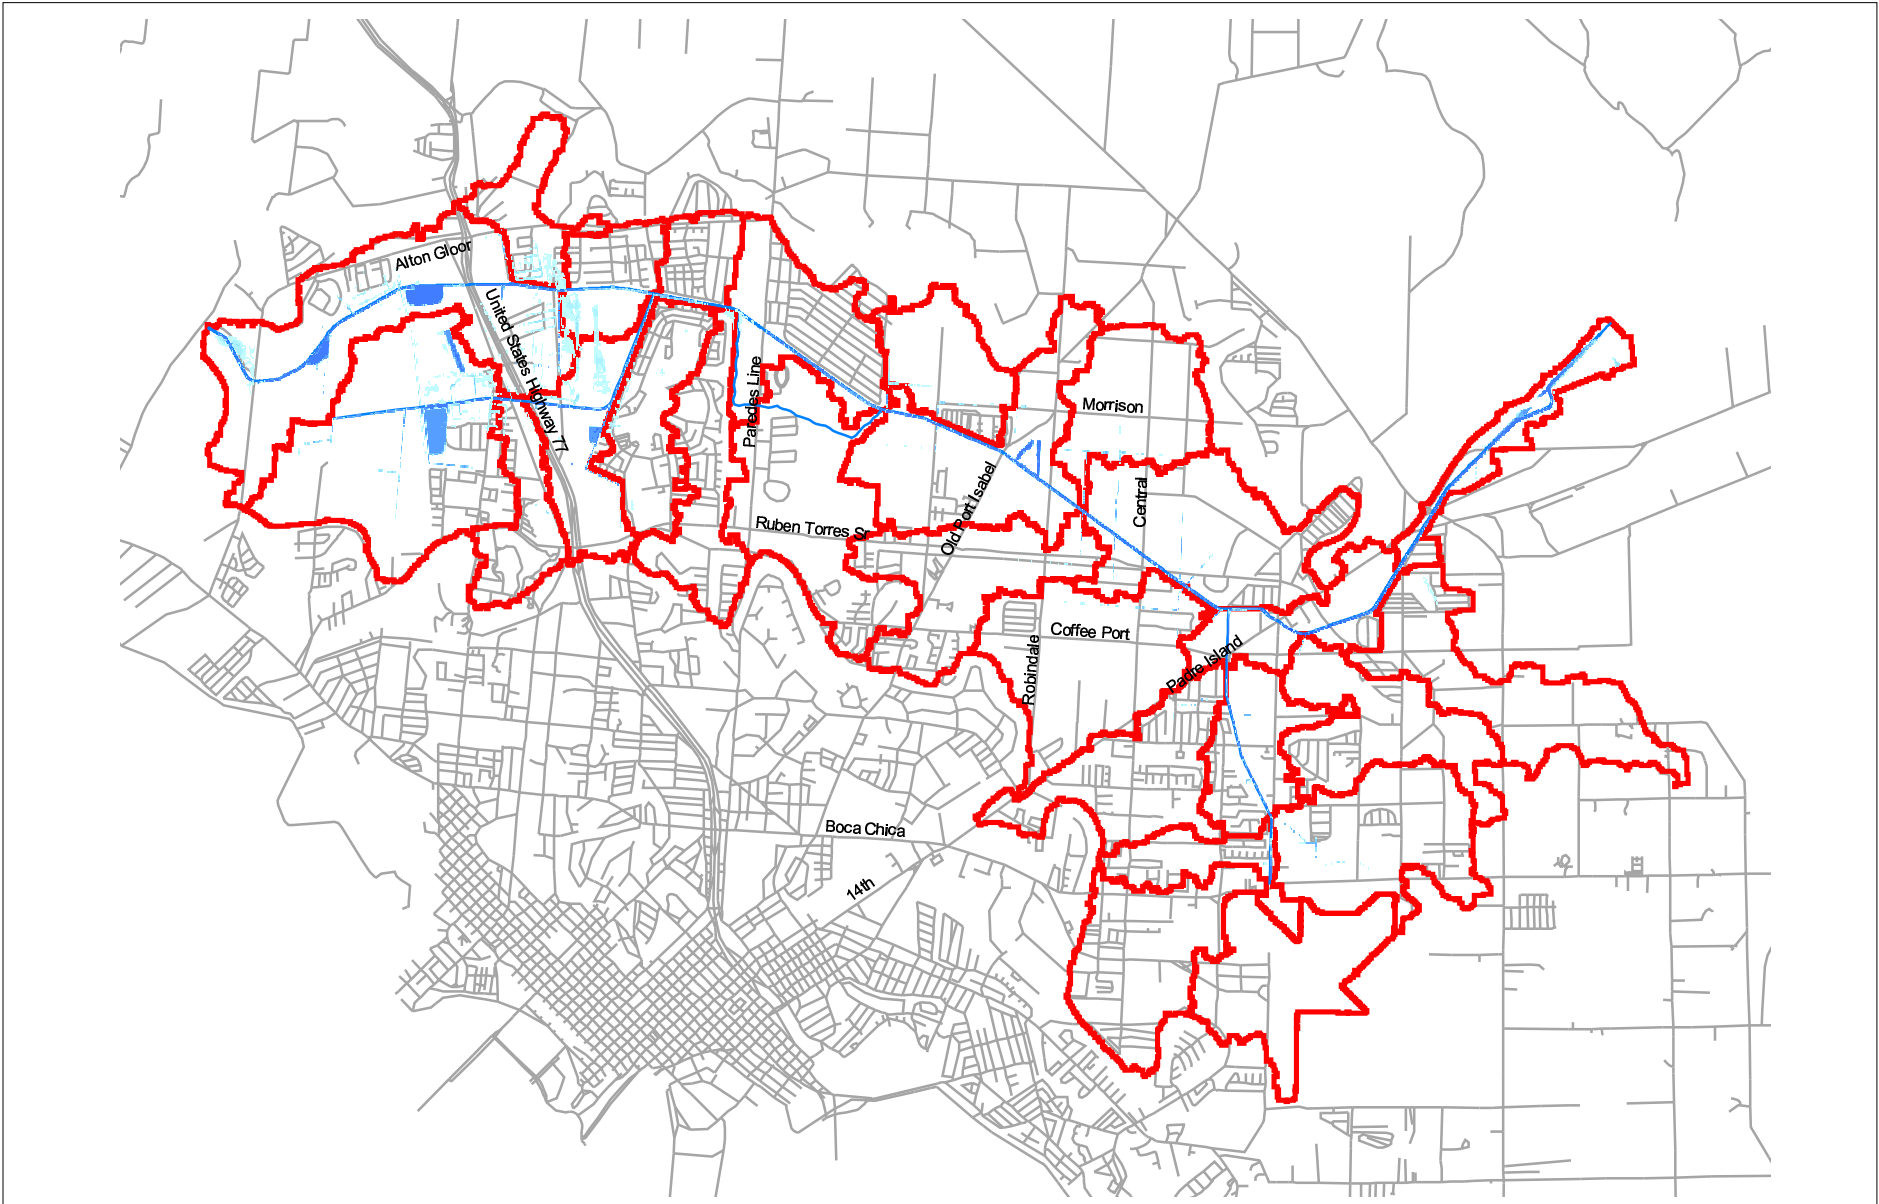 Alton Gloor
United States Highway 77
Paredes Line
Morrison
Central
Old Port Isabel
Ruben Torres S
Coffee Port
Robindale
Padre Island
Boca Chica
14th